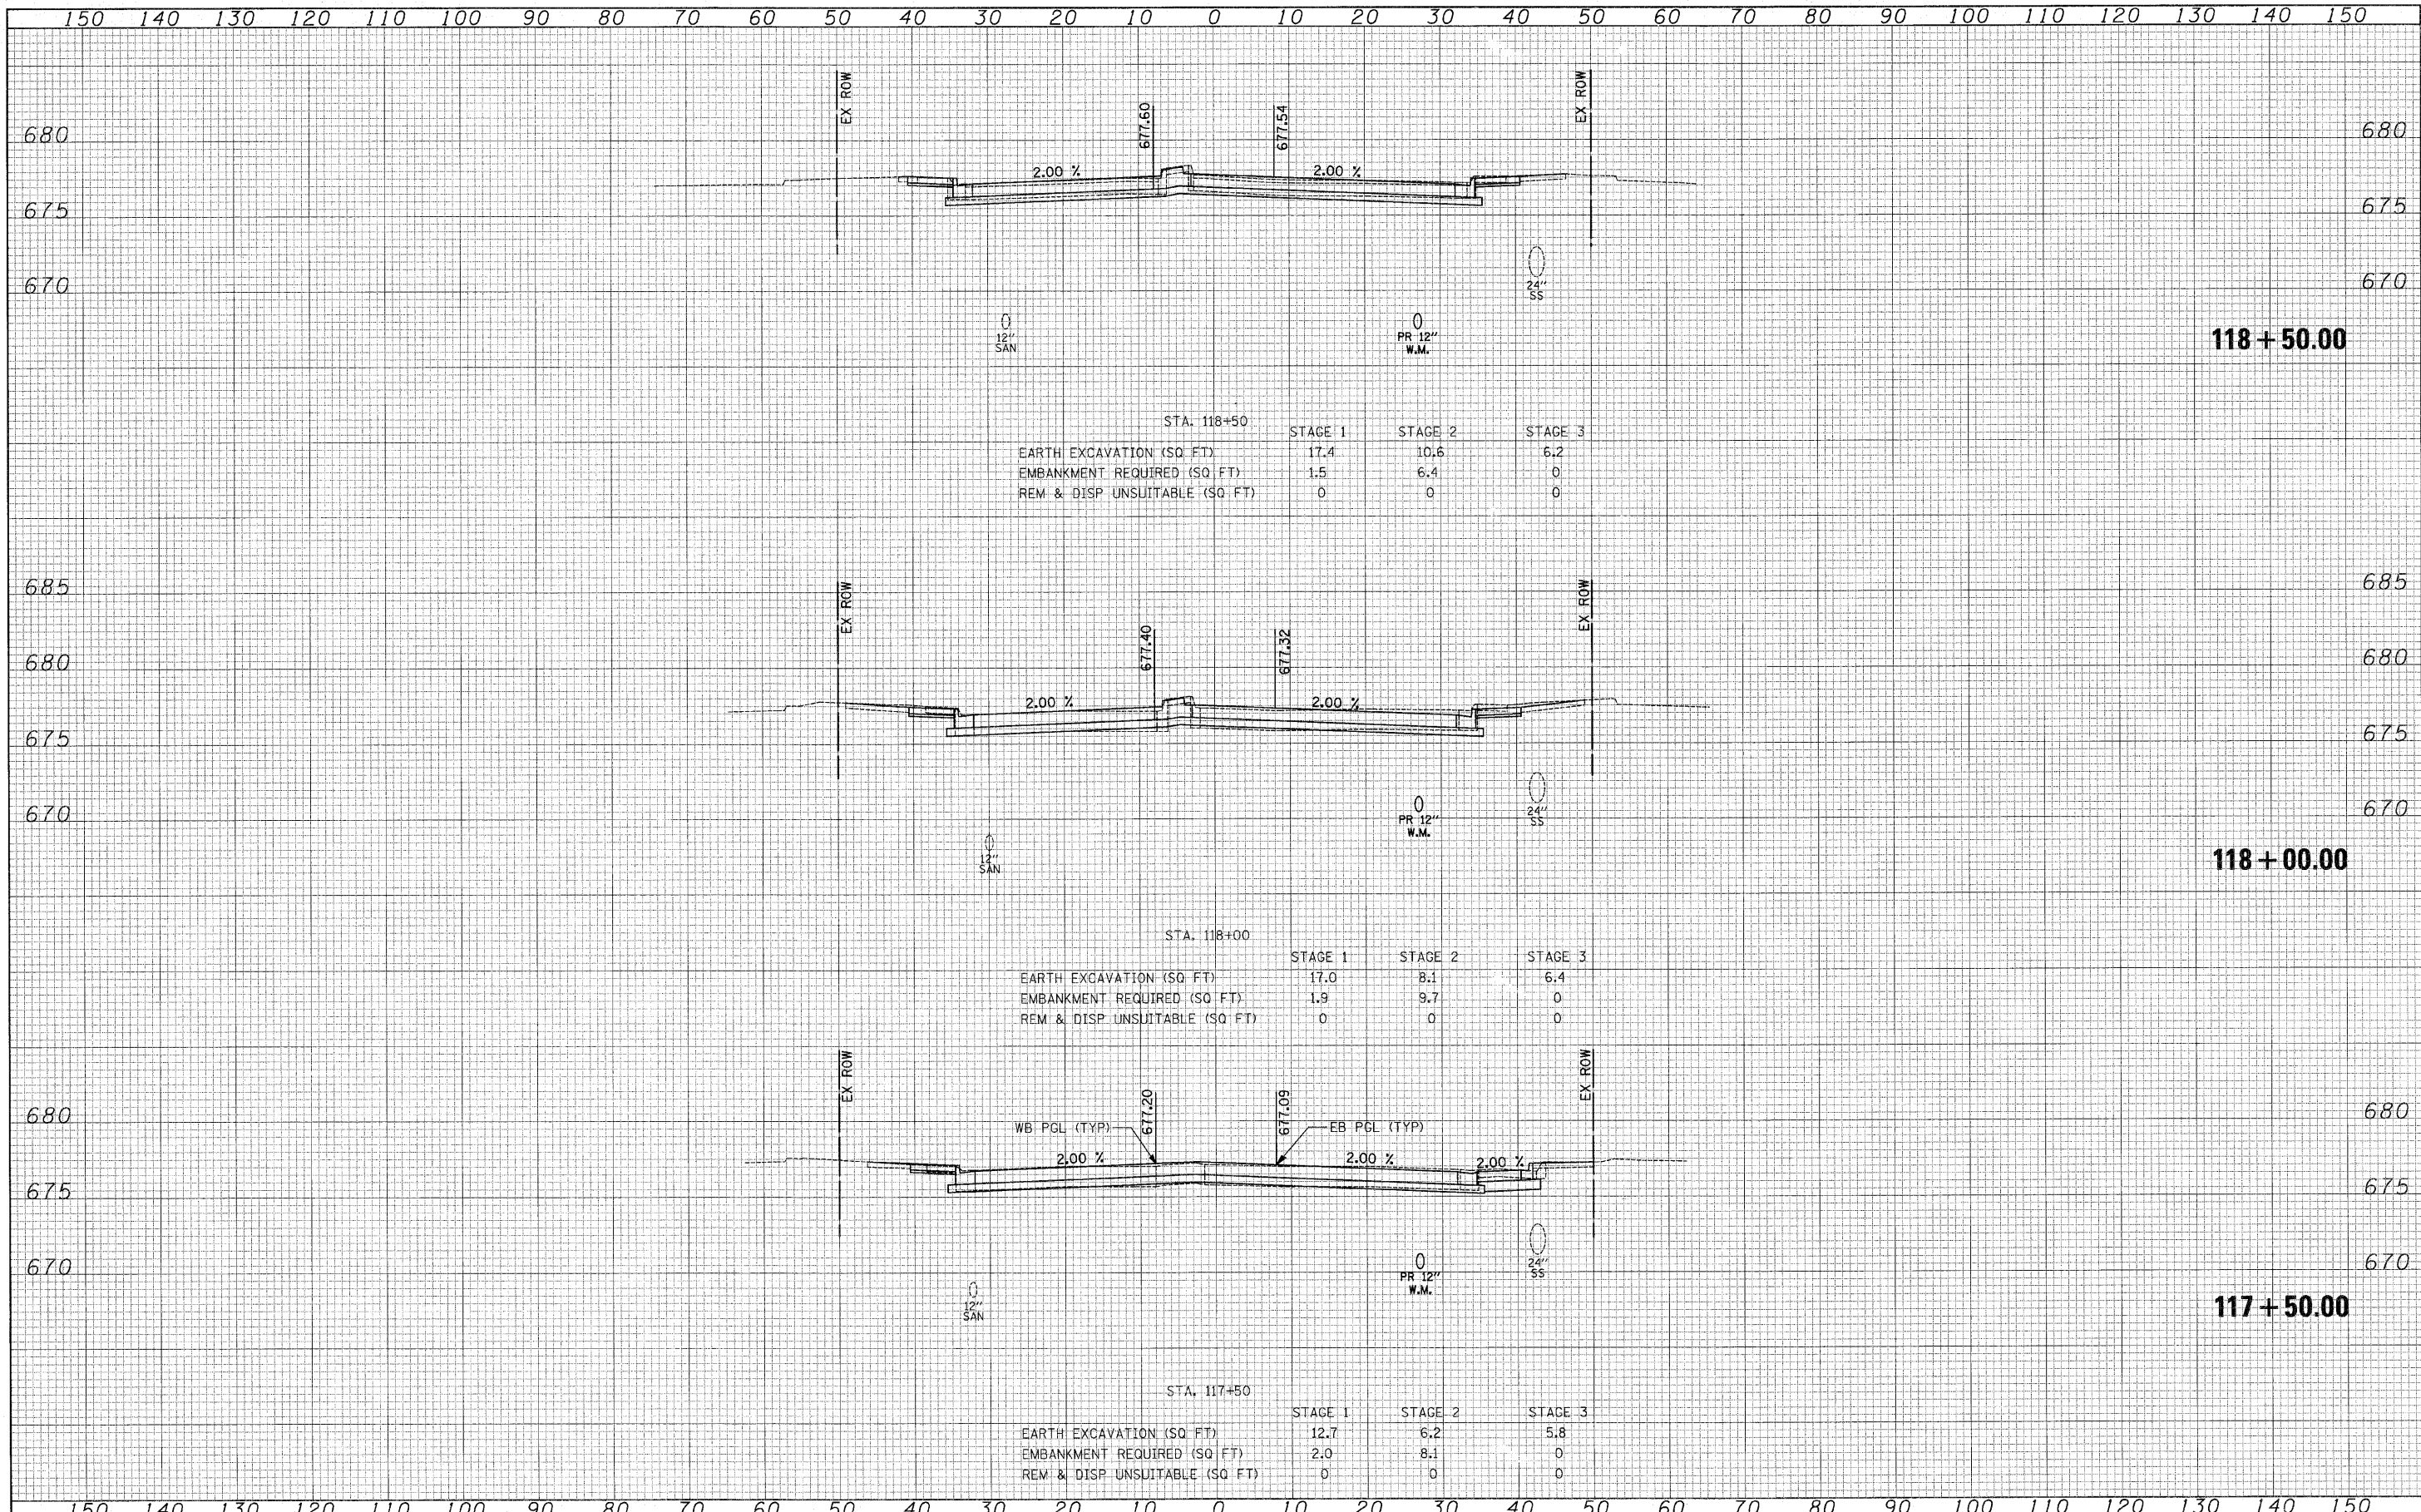 150 140 130 120 110 100 90 80 70 60 50 40 30 20 10 0 10 20 30 40 50 60 70 80 90 100 110 120 130 140 150
EX ROW
677.60
677.54
EX ROW
680
680
2.00 %
2.00 %
675
675
670
670
24" SS
12" SAN
PR 12" W.M.
118+50.00
STA. 118+50
STAGE 1 STAGE 2 STAGE 3
EARTH EXCAVATION (SQ FT) 17.4 10.6 6.2
EMBANKMENT REQUIRED (SQ FT) 1.5 6.4 0
REM & DISP UNSUITABLE (SQ FT) 0 0 0
685
685
EX ROW
677.40
677.32
EX ROW
680
680
2.00 %
2.00 %
675
675
670
670
24" SS
PR 12" W.M.
12" SAN
118+00.00
STA. 118+00
STAGE 1 STAGE 2 STAGE 3
EARTH EXCAVATION (SQ FT) 17.0 8.1 6.4
EMBANKMENT REQUIRED (SQ FT) 1.9 9.7 0
REM & DISP UNSUITABLE (SQ FT) 0 0 0
EX ROW
677.20
677.09
EX ROW
680
680
WB PGL (TYP)
EB PGL (TYP)
2.00 %
2.00 %
2.00 %
675
675
670
670
24" SS
PR 12" W.M.
12" SAN
117+50.00
STA. 117+50
STAGE 1 STAGE 2 STAGE 3
EARTH EXCAVATION (SQ FT) 12.7 6.2 5.8
EMBANKMENT REQUIRED (SQ FT) 2.0 8.1 0
REM & DISP UNSUITABLE (SQ FT) 0 0 0
150 140 130 120 110 100 90 80 70 60 50 40 30 20 10 0 10 20 30 40 50 60 70 80 90 100 110 120 130 140 150